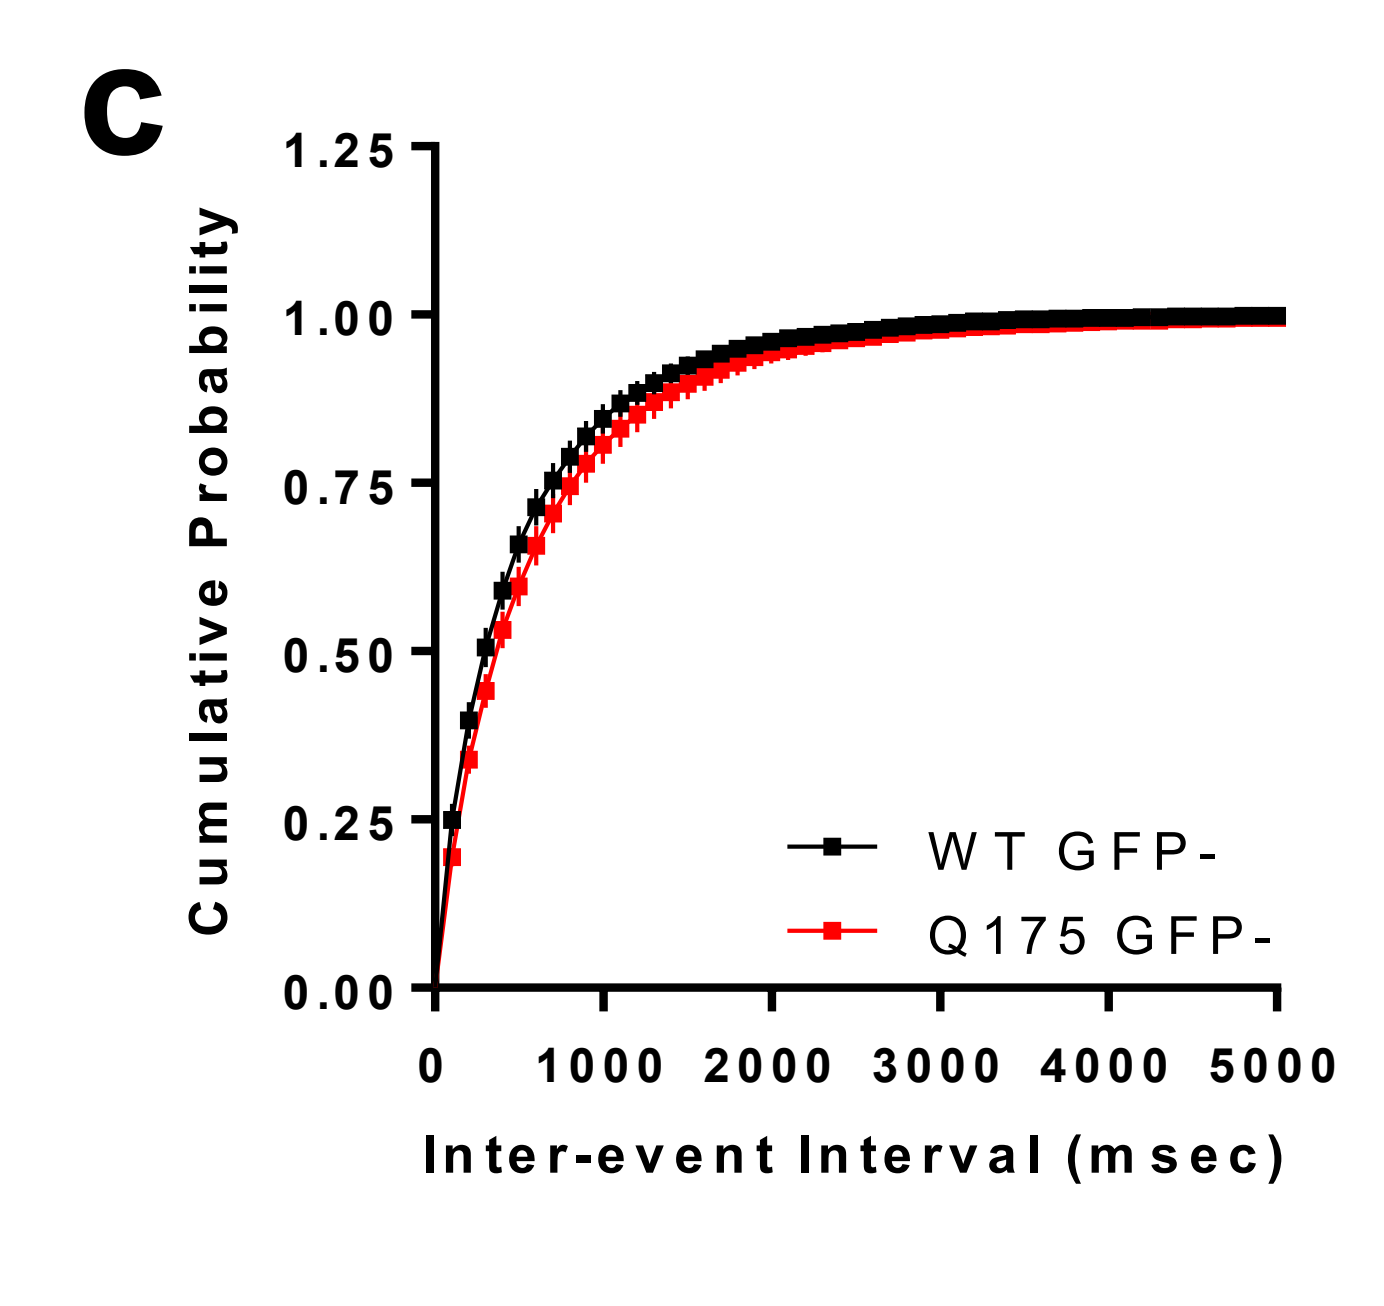 C
1.25
1.00
0.75
0.50
0.25
0.00
Cumulative Probability
WT GFP-
Q175 GFP-
0 1000 2000 3000 4000 5000
Inter-event Interval (msec)